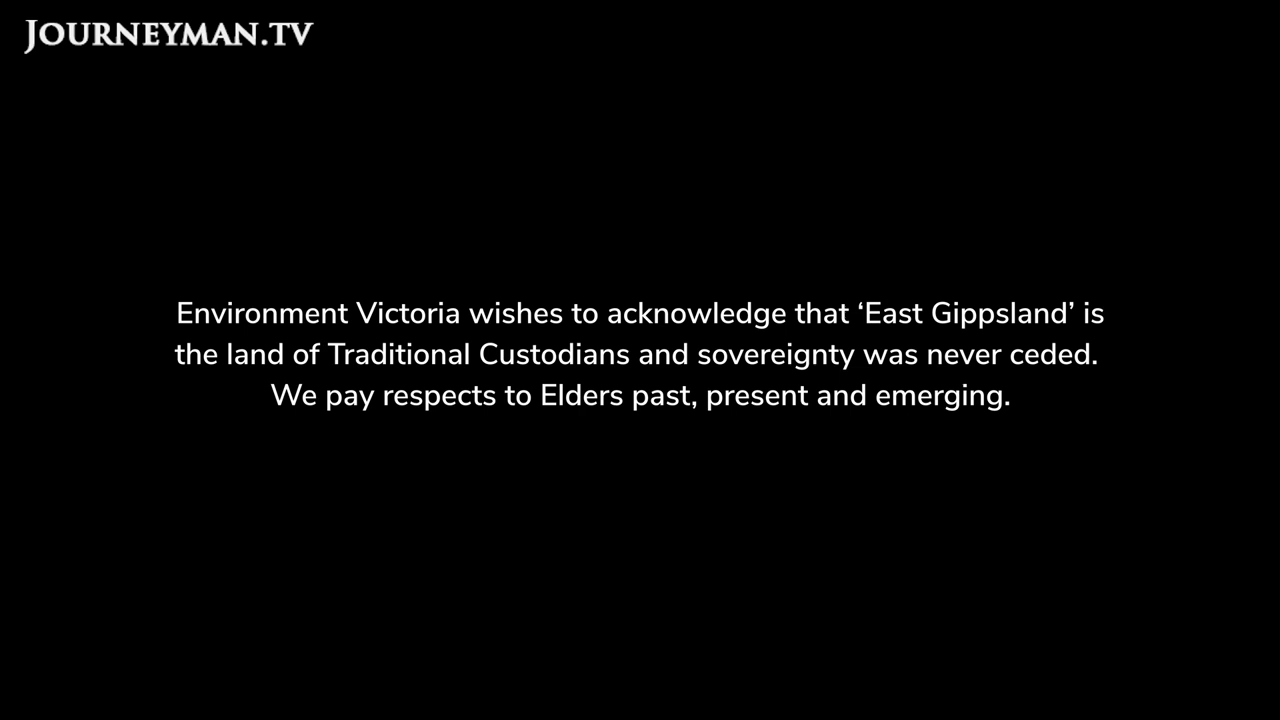 JOURNEYMAN.TV
Environment Victoria wishes to acknowledge that ‘East Gippsland’ is
the land of Traditional Custodians and sovereignty was never ceded.
We pay respects to Elders past, present and emerging.